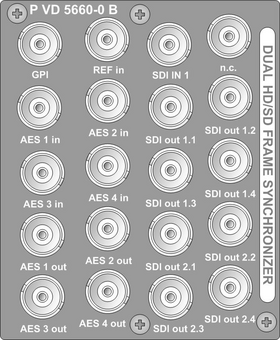 P VD 5660-0 B
GPI
REF in
SDI IN 1
n.c.
AES 1 in
AES 2 in
SDI out 1.1
SDI out 1.2
AES 3 in
AES 4 in
SDI out 1.3
SDI out 1.4
AES 1 out
AES 2 out
SDI out 2.1
SDI out 2.2
AES 3 out
AES 4 out
SDI out 2.3
SDI out 2.4
DUAL HD/SD FRAME SYNCHRONIZER